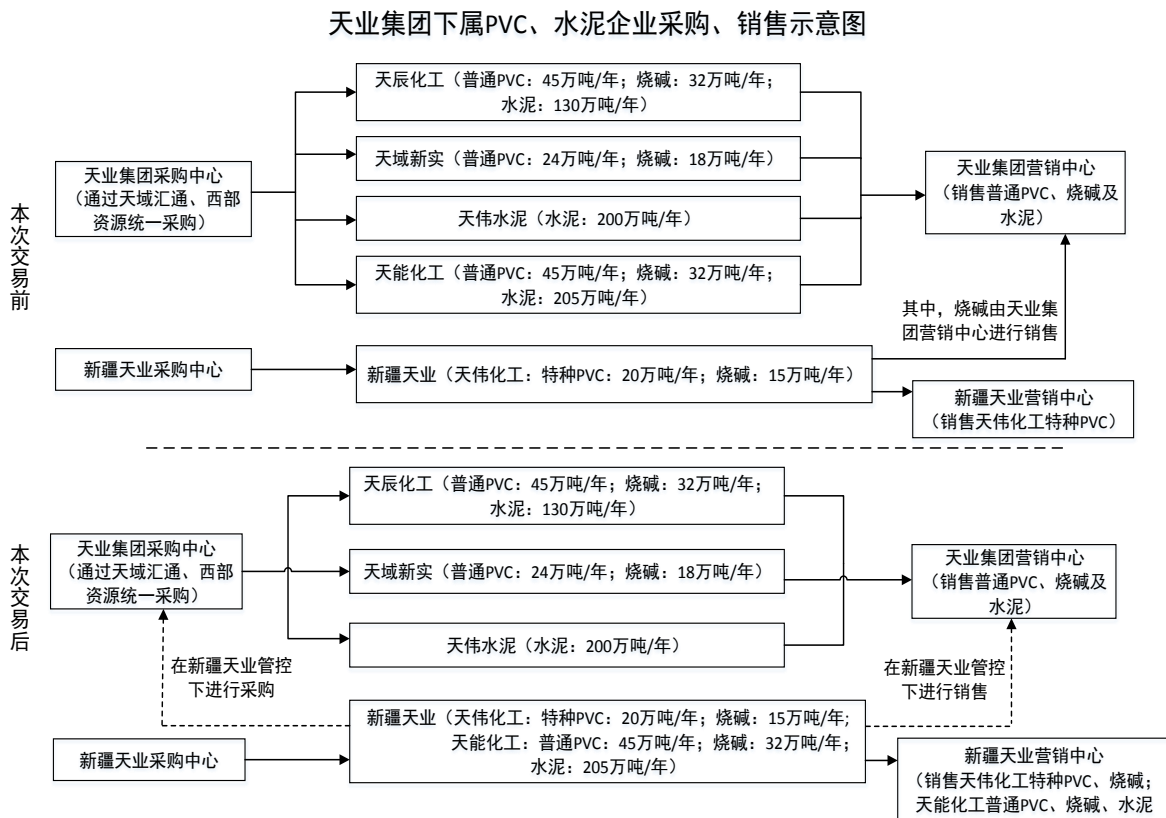 天业集团下属PVC、水泥企业采购、销售示意图
本次交易前
天业集团采购中心
（通过天域汇通、西部
资源统一采购）
天辰化工（普通PVC：45万吨/年；烧碱：32万吨/年；
水泥：130万吨/年）
天域新实（普通PVC：24万吨/年；烧碱：18万吨/年）
天伟水泥（水泥：200万吨/年）
天能化工（普通PVC：45万吨/年；烧碱：32万吨/年；
水泥：205万吨/年）
天业集团营销中心
（销售普通PVC、烧碱及
水泥）
其中，烧碱由天业集
团营销中心进行销售
新疆天业采购中心
新疆天业（天伟化工：特种PVC：20万吨/年；烧碱：15万吨/年）
新疆天业营销中心
（销售天伟化工特种PVC）
本次交易后
天业集团采购中心
（通过天域汇通、西部
资源统一采购）
天辰化工（普通PVC：45万吨/年；烧碱：32万吨/年；
水泥：130万吨/年）
天域新实（普通PVC：24万吨/年；烧碱：18万吨/年）
天伟水泥（水泥：200万吨/年）
天业集团营销中心
（销售普通PVC、烧碱及
水泥）
在新疆天业管控
下进行采购
在新疆天业管控
下进行销售
新疆天业采购中心
新疆天业（天伟化工：特种PVC：20万吨/年；烧碱：15万吨/年;
天能化工：普通PVC：45万吨/年；烧碱：32万吨/年；
水泥：205万吨/年）
新疆天业营销中心
（销售天伟化工特种PVC、烧碱；
天能化工普通PVC、烧碱、水泥